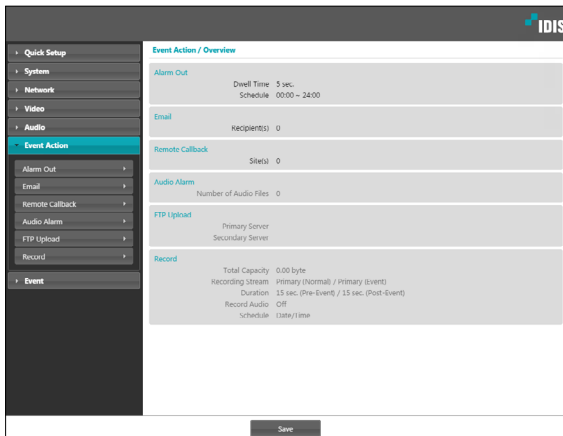 IDIS
Quick Setup
System
Network
Video
Audio
Event Action
Alarm Out
Email
Remote Callback
Audio Alarm
FTP Upload
Record
Event
Event Action / Overview
Alarm Out
Dwell Time 5 sec.
Schedule 00:00 ~ 24:00
Email
Recipient(s) 0
Remote Callback
Site(s) 0
Audio Alarm
Number of Audio Files 0
FTP Upload
Primary Server
Secondary Server
Record
Total Capacity 0.00 byte
Recording Stream Primary (Normal) / Primary (Event)
Duration 15 sec. (Pre-Event) / 15 sec. (Post-Event)
Record Audio Off
Schedule Date/Time
Save